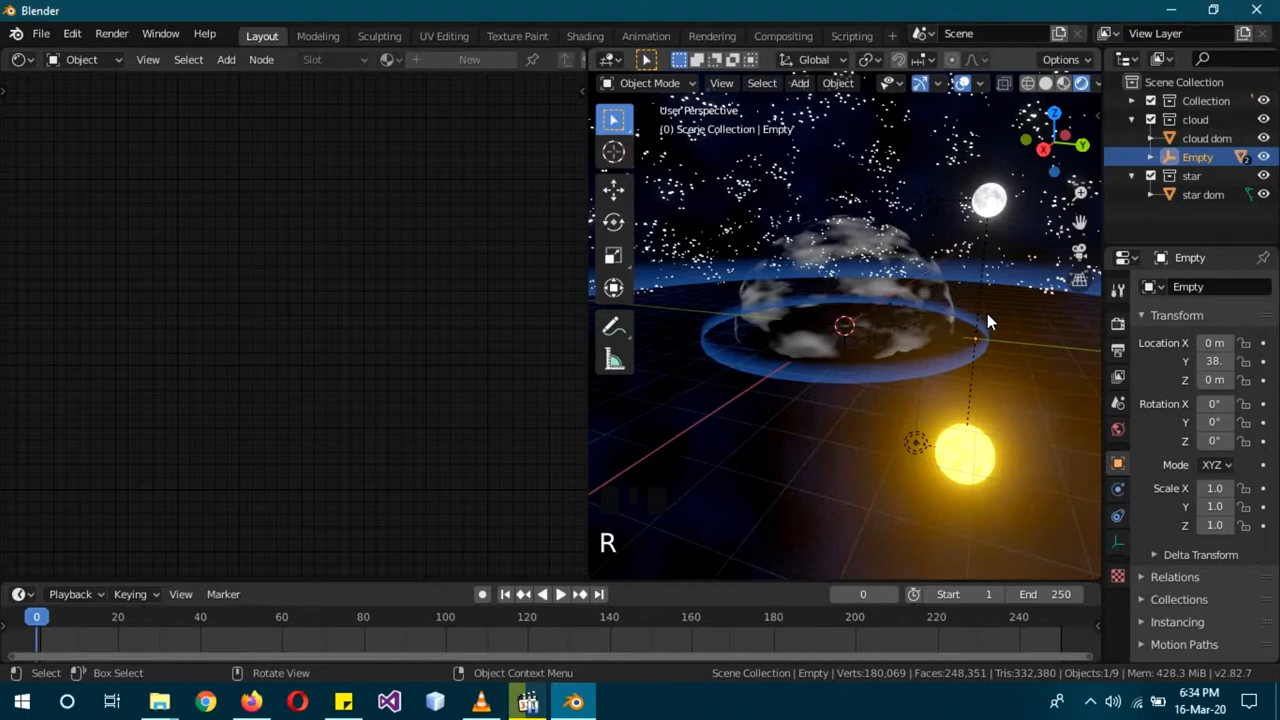 Blender
File Edit Render Window Help Layout Modeling Sculpting UV Editing Texture Paint Shading Animation Rendering Compositing Scripting + Scene View Layer
Object View Select Add Node Slot New Global Options
Object Mode View Select Add Object
User Perspective
(0) Scene Collection | Empty
Z
Y
X
R
Scene Collection
Collection
cloud
cloud dom
Empty 2
star
star dom
Empty
Empty
Transform
Location X 0 m
Y 38.
Z 0 m
Rotation X 0°
Y 0°
Z 0°
Mode XYZ
Scale X 1.0
Y 1.0
Z 1.0
Delta Transform
Relations
Collections
Instancing
Motion Paths
Playback Keying View Marker 0 Start 1 End 250
0 20 40 60 80 100 120 140 160 180 200 220 240
Select Box Select Rotate View Object Context Menu Scene Collection | Empty | Verts:180,069 | Faces:248,351 | Tris:332,380 | Objects:1/9 | Mem: 428.3 MiB | v2.82.7
6:34 PM
16-Mar-20